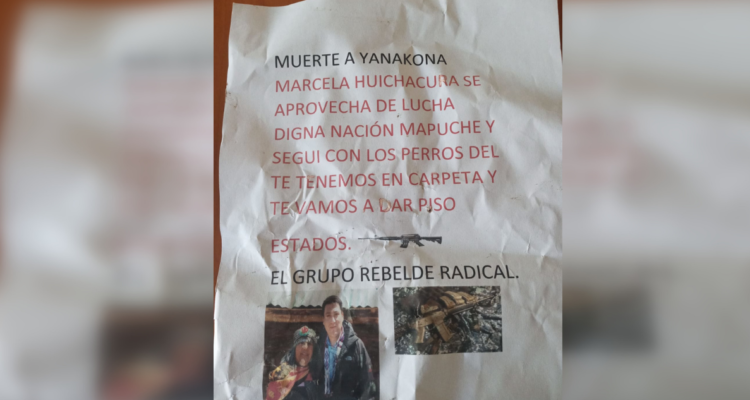 MUERTE A YANAKONA
MARCELA HUICHACURA SE
APROVECHA DE LUCHA
DIGNA NACIÓN MAPUCHE Y
SEGUI CON LOS PERROS DEL
TE TENEMOS EN CARPETA Y
TE VAMOS A DAR PISO
ESTADOS.
EL GRUPO REBELDE RADICAL.